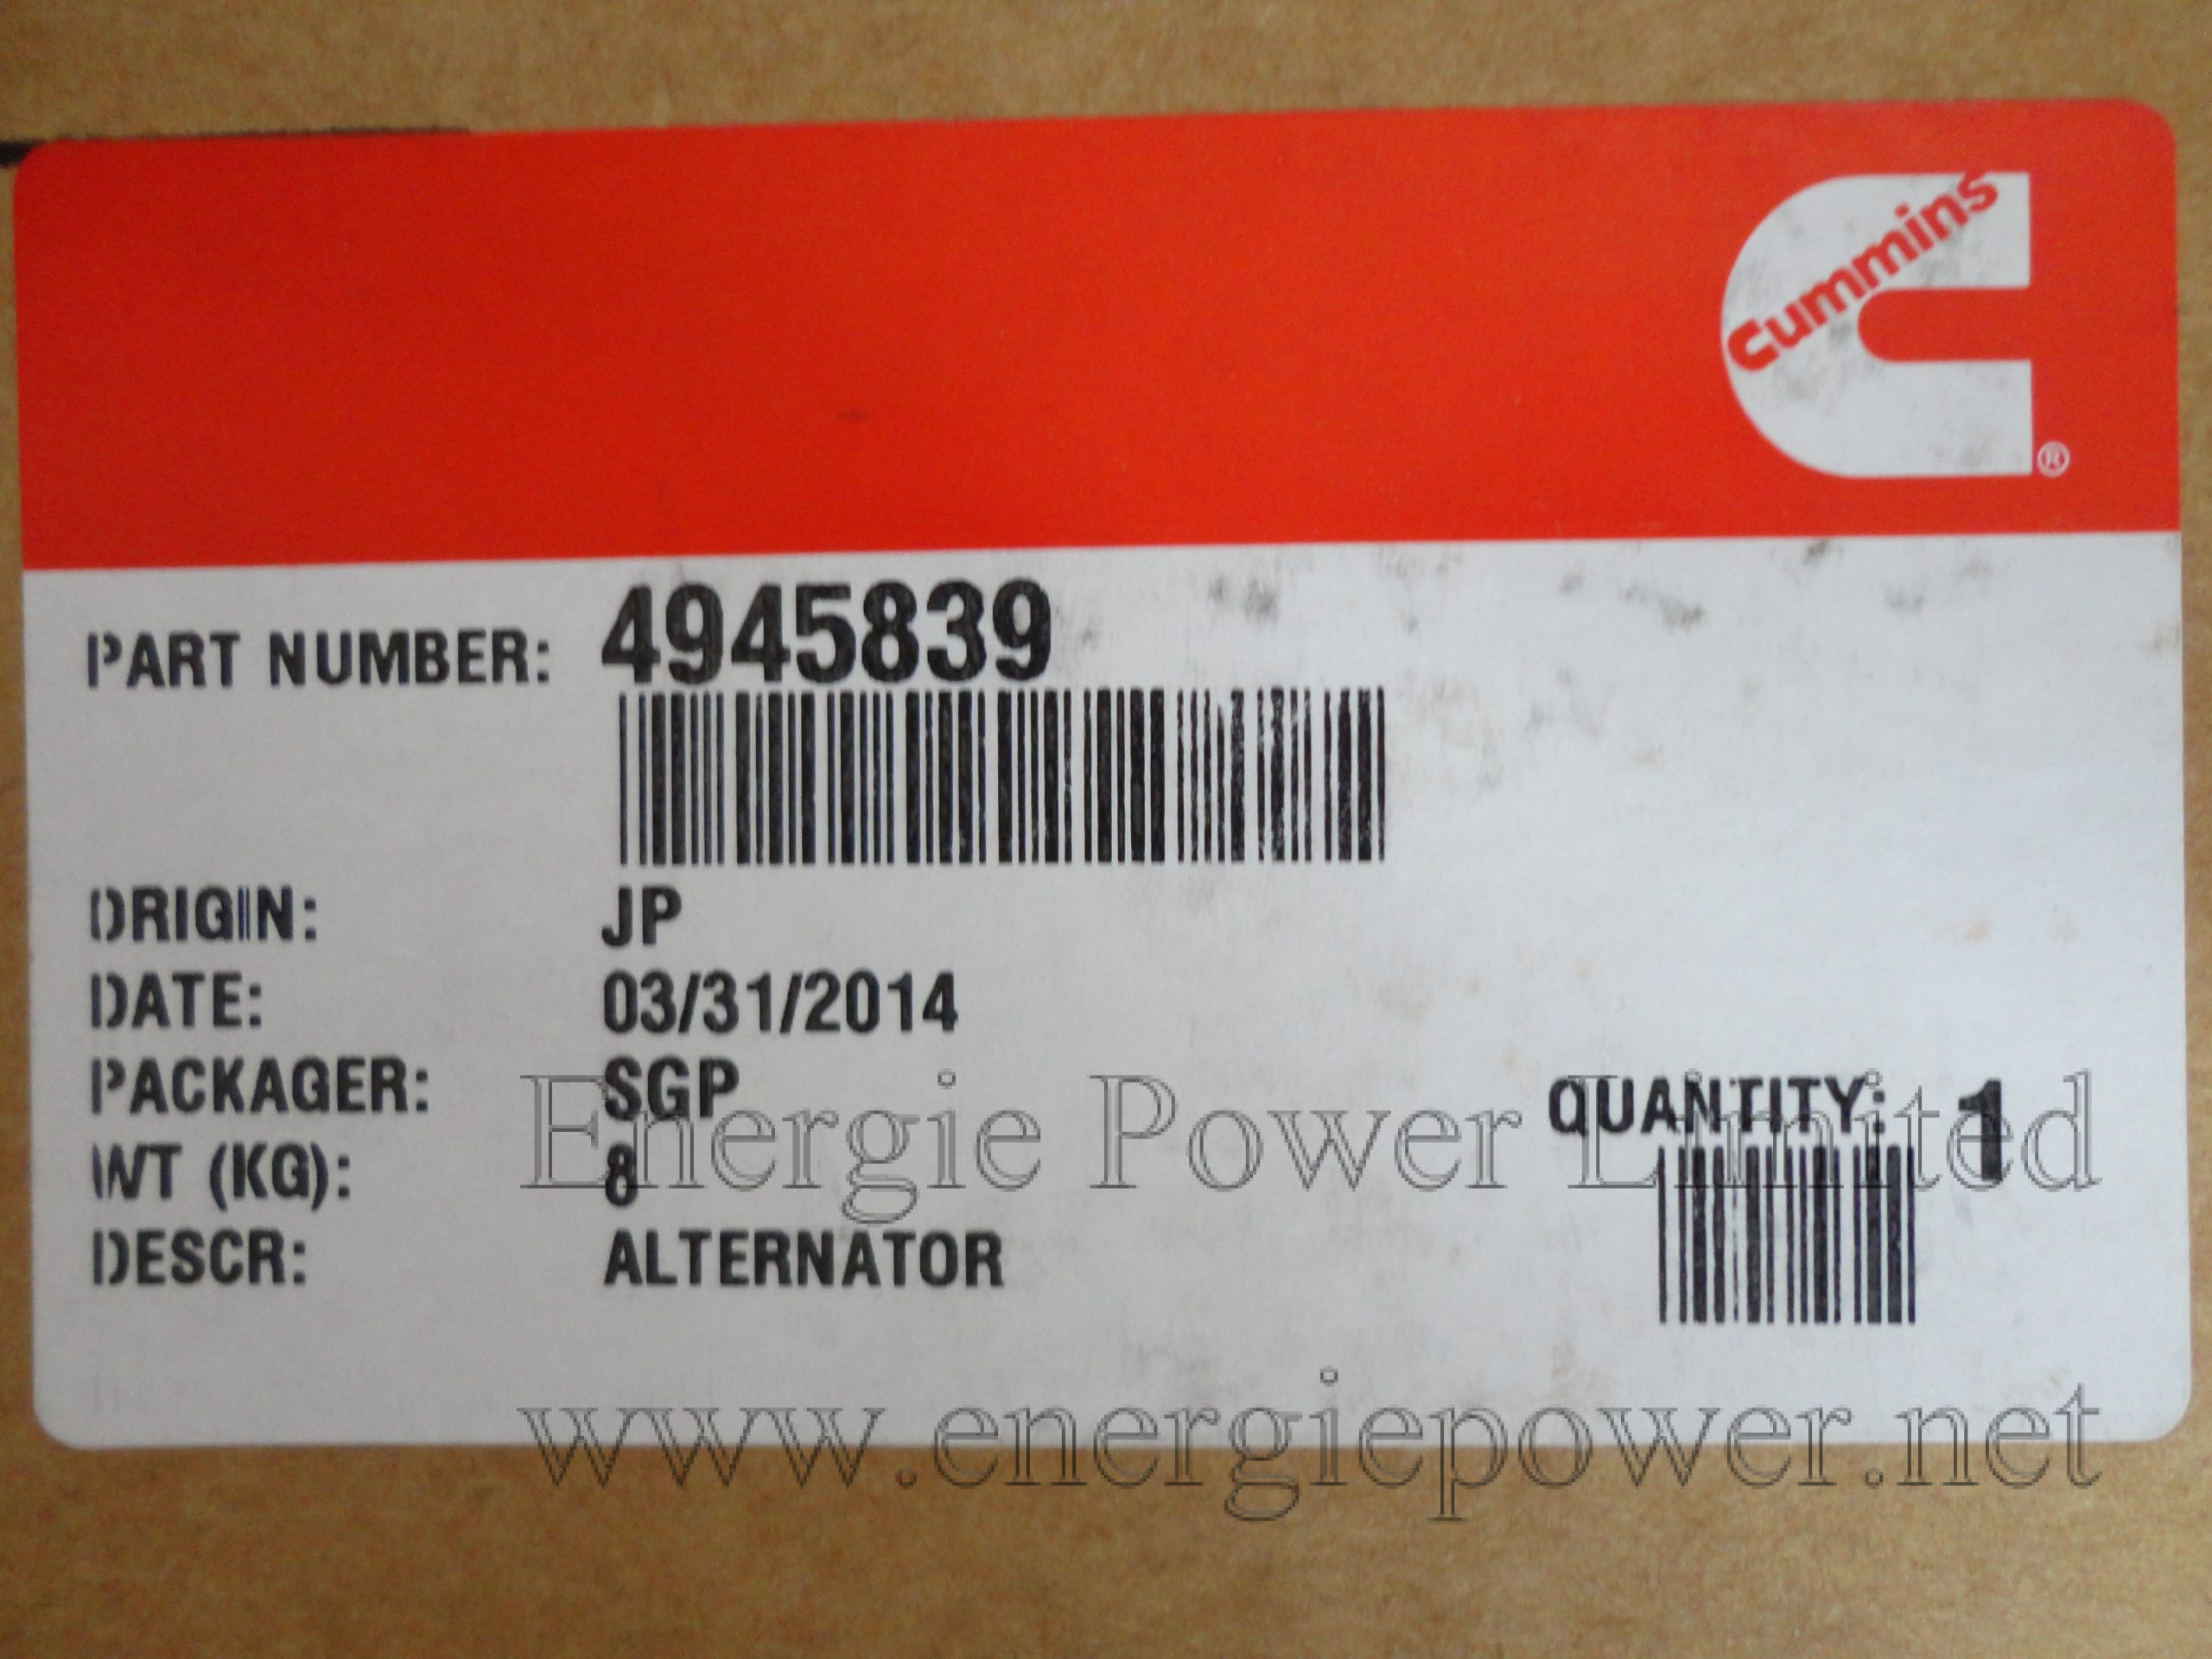 Cummins
®
PART NUMBER: 4945839
ORIGIN: JP
DATE: 03/31/2014
PACKAGER: SGP
QUANTITY: 1
WT (KG): 8
DESCR: ALTERNATOR
Energie Power Limited
www.energiepower.net